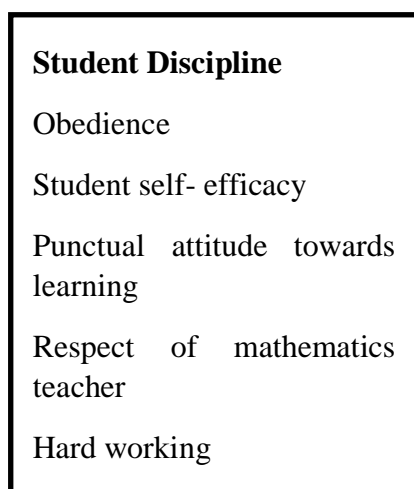 Student Discipline
Obedience
Student self- efficacy
Punctual attitude towards
learning
Respect of mathematics
teacher
Hard working